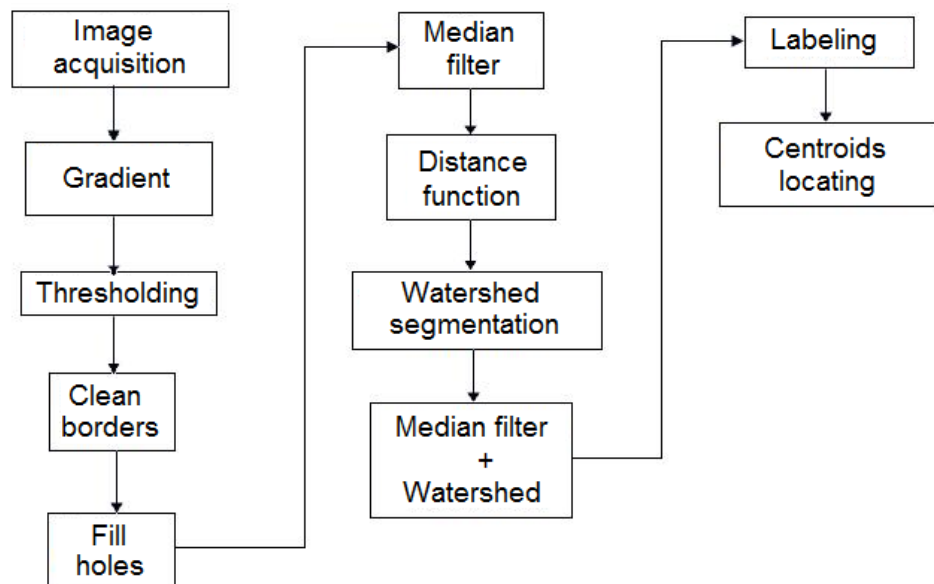 Image
acquisition
Gradient
Thresholding
Clean
borders
Fill
holes
Median
filter
Distance
function
Watershed
segmentation
Median filter
+
Watershed
Labeling
Centroids
locating